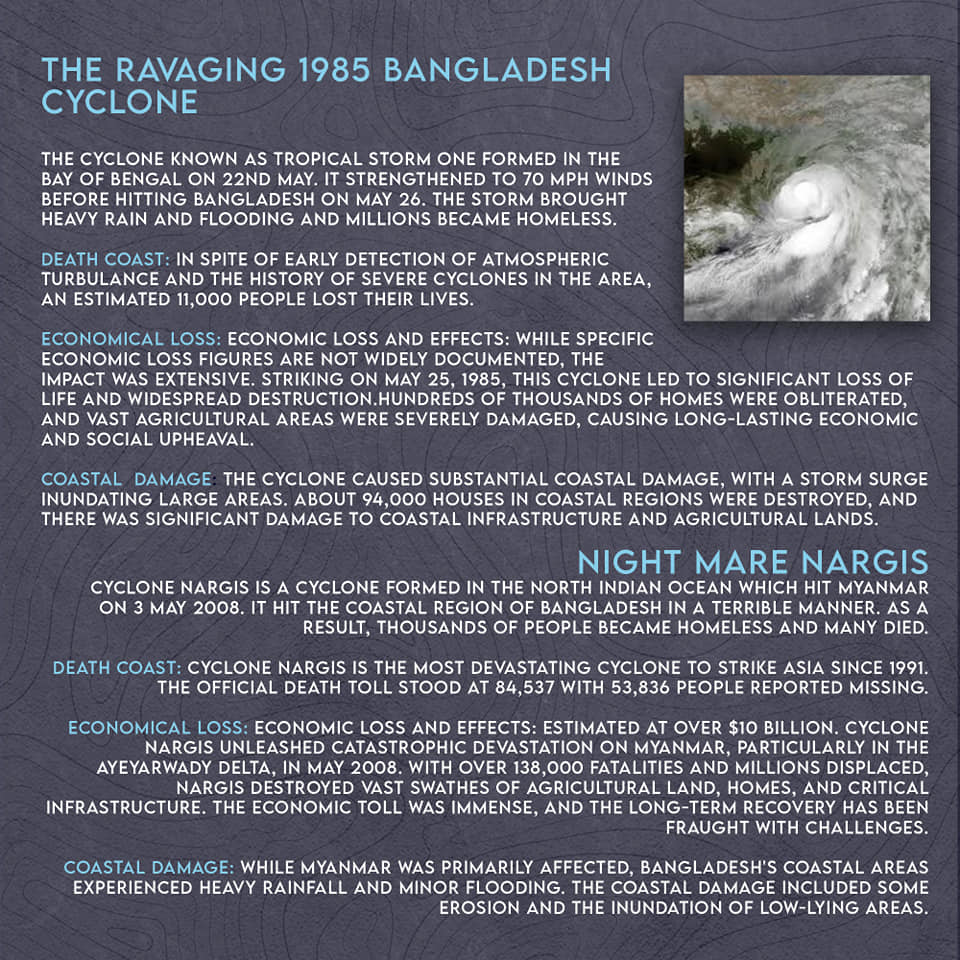 THE RAVAGING 1985 BANGLADESH
CYCLONE
THE CYCLONE KNOWN AS TROPICAL STORM ONE FORMED IN THE
BAY OF BENGAL ON 22ND MAY. IT STRENGTHENED TO 70 MPH WINDS
BEFORE HITTING BANGLADESH ON MAY 26. THE STORM BROUGHT
HEAVY RAIN AND FLOODING AND MILLIONS BECAME HOMELESS.
DEATH COAST: IN SPITE OF EARLY DETECTION OF ATMOSPHERIC
TURBULANCE AND THE HISTORY OF SEVERE CYCLONES IN THE AREA,
AN ESTIMATED 11,000 PEOPLE LOST THEIR LIVES.
ECONOMICAL LOSS: ECONOMIC LOSS AND EFFECTS: WHILE SPECIFIC
ECONOMIC LOSS FIGURES ARE NOT WIDELY DOCUMENTED, THE
IMPACT WAS EXTENSIVE. STRIKING ON MAY 25, 1985, THIS CYCLONE LED TO SIGNIFICANT LOSS OF
LIFE AND WIDESPREAD DESTRUCTION.HUNDREDS OF THOUSANDS OF HOMES WERE OBLITERATED,
AND VAST AGRICULTURAL AREAS WERE SEVERELY DAMAGED, CAUSING LONG-LASTING ECONOMIC
AND SOCIAL UPHEAVAL.
COASTAL DAMAGE: THE CYCLONE CAUSED SUBSTANTIAL COASTAL DAMAGE, WITH A STORM SURGE
INUNDATING LARGE AREAS. ABOUT 94,000 HOUSES IN COASTAL REGIONS WERE DESTROYED, AND
THERE WAS SIGNIFICANT DAMAGE TO COASTAL INFRASTRUCTURE AND AGRICULTURAL LANDS.
NIGHT MARE NARGIS
CYCLONE NARGIS IS A CYCLONE FORMED IN THE NORTH INDIAN OCEAN WHICH HIT MYANMAR
ON 3 MAY 2008. IT HIT THE COASTAL REGION OF BANGLADESH IN A TERRIBLE MANNER. AS A
RESULT, THOUSANDS OF PEOPLE BECAME HOMELESS AND MANY DIED.
DEATH COAST: CYCLONE NARGIS IS THE MOST DEVASTATING CYCLONE TO STRIKE ASIA SINCE 1991.
THE OFFICIAL DEATH TOLL STOOD AT 84,537 WITH 53,836 PEOPLE REPORTED MISSING.
ECONOMICAL LOSS: ECONOMIC LOSS AND EFFECTS: ESTIMATED AT OVER $10 BILLION. CYCLONE
NARGIS UNLEASHED CATASTROPHIC DEVASTATION ON MYANMAR, PARTICULARLY IN THE
AYEYARWADY DELTA, IN MAY 2008. WITH OVER 138,000 FATALITIES AND MILLIONS DISPLACED,
NARGIS DESTROYED VAST SWATHES OF AGRICULTURAL LAND, HOMES, AND CRITICAL
INFRASTRUCTURE. THE ECONOMIC TOLL WAS IMMENSE, AND THE LONG-TERM RECOVERY HAS BEEN
FRAUGHT WITH CHALLENGES.
COASTAL DAMAGE: WHILE MYANMAR WAS PRIMARILY AFFECTED, BANGLADESH'S COASTAL AREAS
EXPERIENCED HEAVY RAINFALL AND MINOR FLOODING. THE COASTAL DAMAGE INCLUDED SOME
EROSION AND THE INUNDATION OF LOW-LYING AREAS.